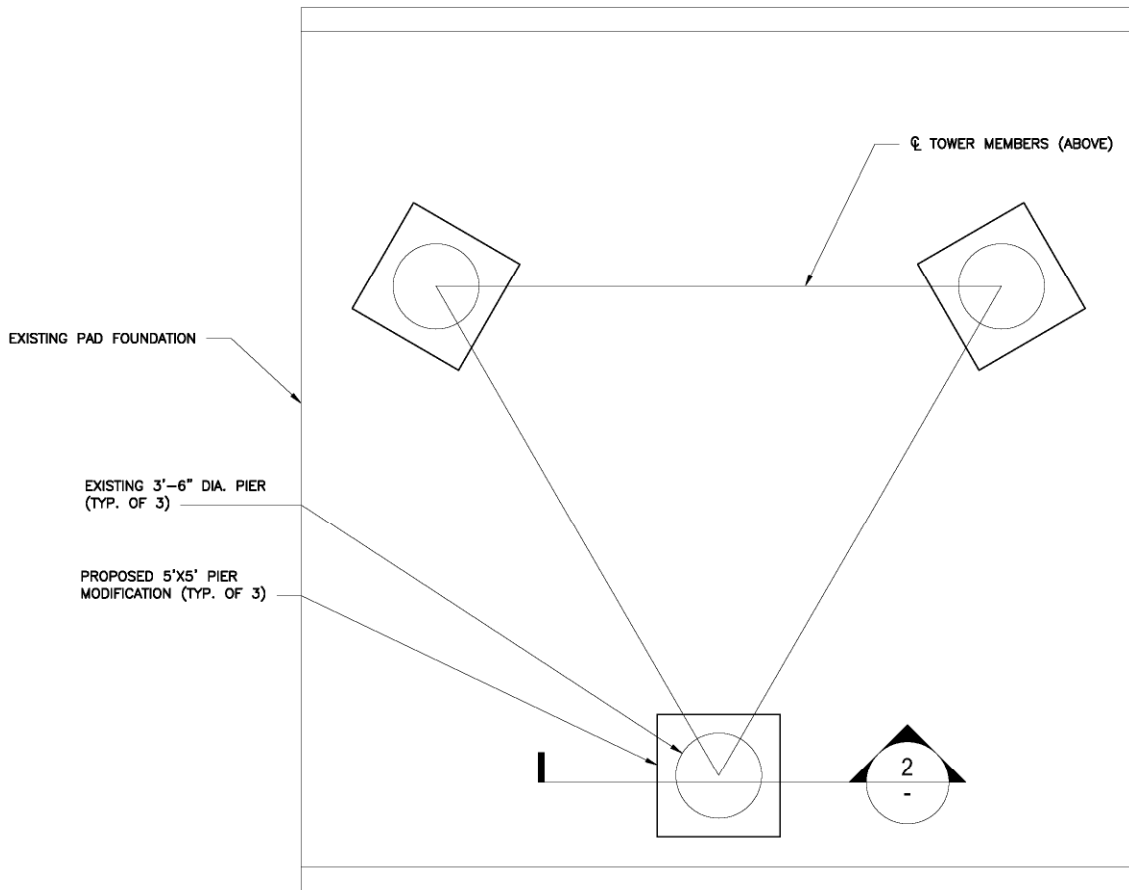 ℄ TOWER MEMBERS (ABOVE)
EXISTING PAD FOUNDATION
EXISTING 3'-6" DIA. PIER
(TYP. OF 3)
PROPOSED 5'X5' PIER
MODIFICATION (TYP. OF 3)
2
-